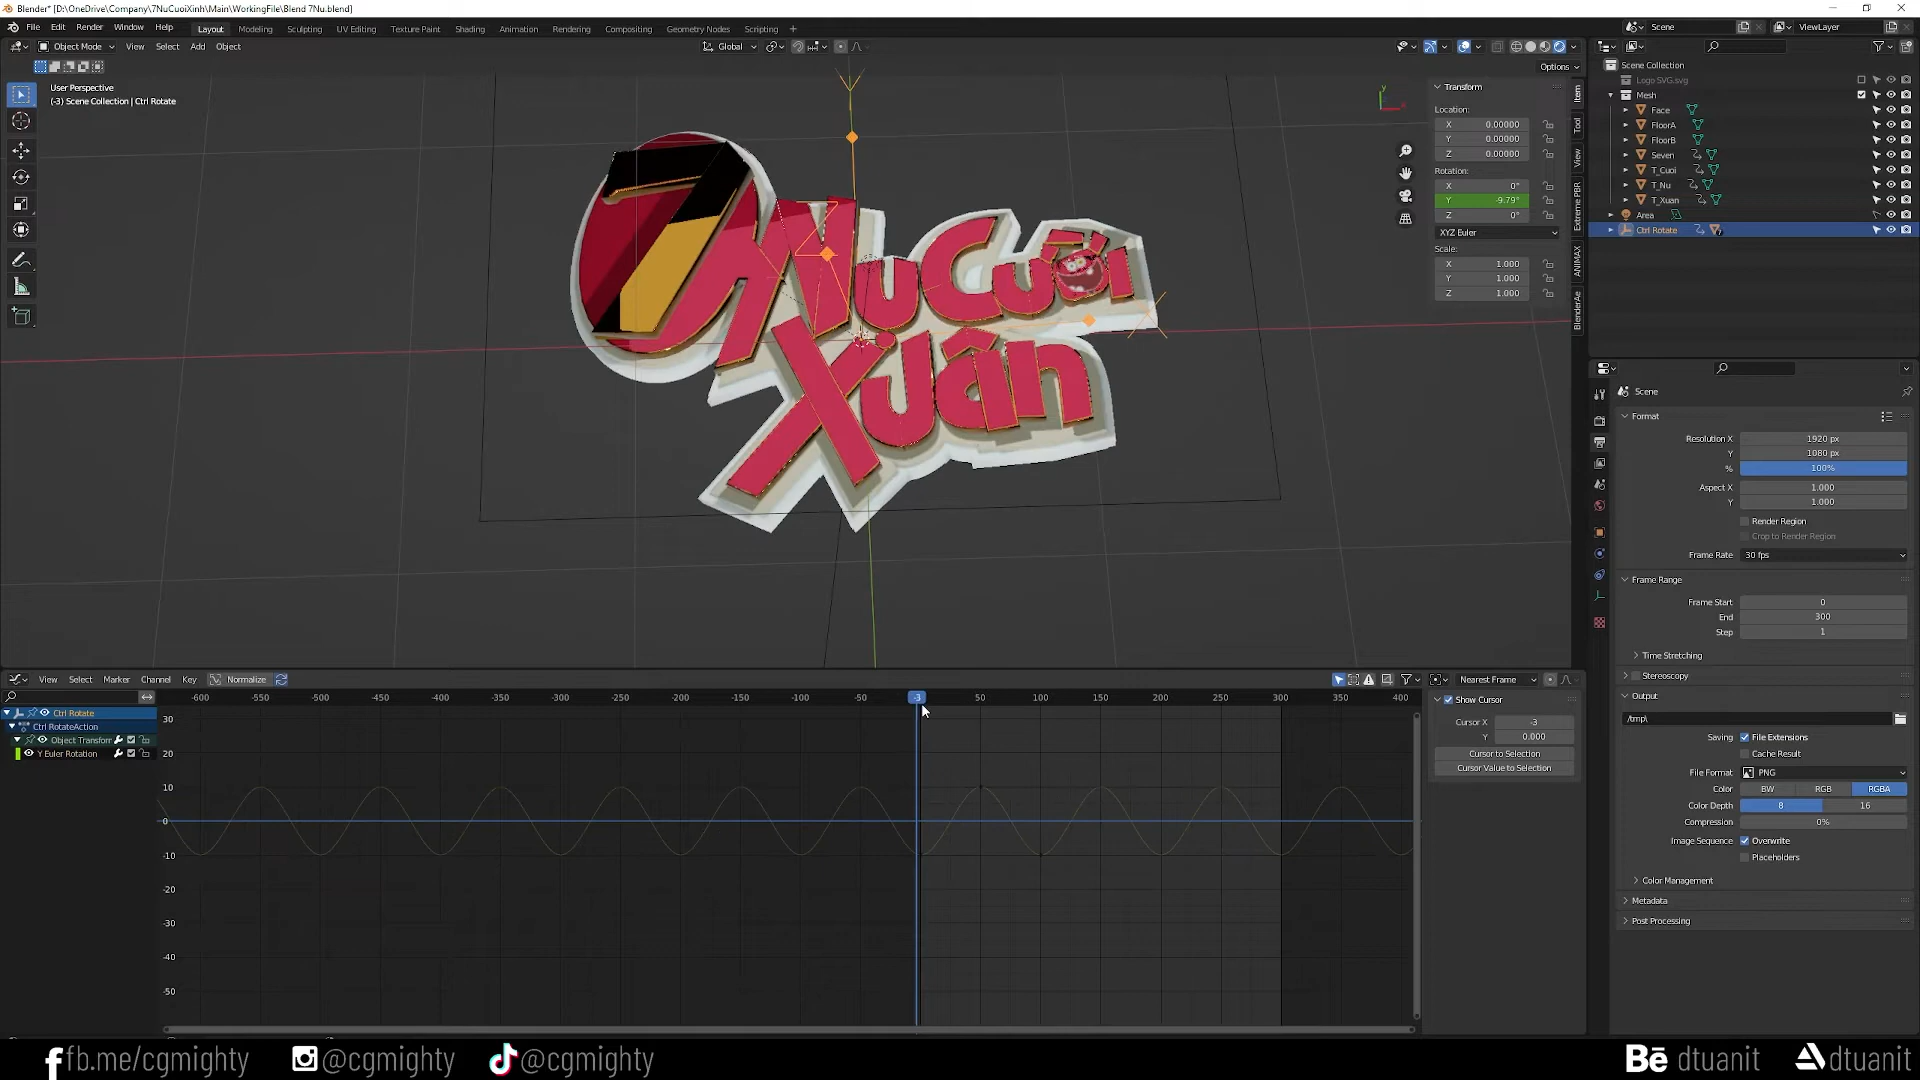 Blender* [D:\OneDrive\Company\7NuCuoiXinh\Main\WorkingFile\Blend 7Nu.blend]
File Edit Render Window Help Layout Modeling Sculpting UV Editing Texture Paint Shading Animation Rendering Compositing Geometry Nodes Scripting + Scene ViewLayer
Object Mode View Select Add Object Global
Options
User Perspective
(-3) Scene Collection | Ctrl Rotate
7 Nu Cười
Xuân
Y
Transform
Location:
X 0.00000
Y 0.00000
Z 0.00000
Rotation:
X 0°
Y -9.79°
Z 0°
XYZ Euler
Scale:
X 1.000
Y 1.000
Z 1.000
Item
Tool
View
Extreme PBR
ANIMAX
BlenderAe
Scene Collection
Logo SVG.svg
Mesh
Face
FloorA
FloorB
Seven
T_Cuoi
T_Nu
T_Xuan
Area
Ctrl Rotate
Scene
Format
Resolution X 1920 px
Y 1080 px
% 100%
Aspect X 1.000
Y 1.000
Render Region
Crop to Render Region
Frame Rate 30 fps
Frame Range
Frame Start 0
End 300
Step 1
Time Stretching
Stereoscopy
Output
/tmp\
Saving File Extensions
Cache Result
File Format PNG
Color BW RGB RGBA
Color Depth 8 16
Compression 0%
Image Sequence Overwrite
Placeholders
Color Management
Metadata
Post Processing
View Select Marker Channel Key Normalize Nearest Frame
-600 -550 -500 -450 -400 -350 -300 -250 -200 -150 -100 -50 -3 50 100 150 200 250 300 350 400
Ctrl Rotate
Ctrl RotateAction
Object Transfor
Y Euler Rotation
30
20
10
0
-10
-20
-30
-40
-50
Show Cursor
Cursor X -3
Y 0.000
Cursor to Selection
Cursor Value to Selection
fb.me/cgmighty @cgmighty @cgmighty Bē dtuanit dtuanit